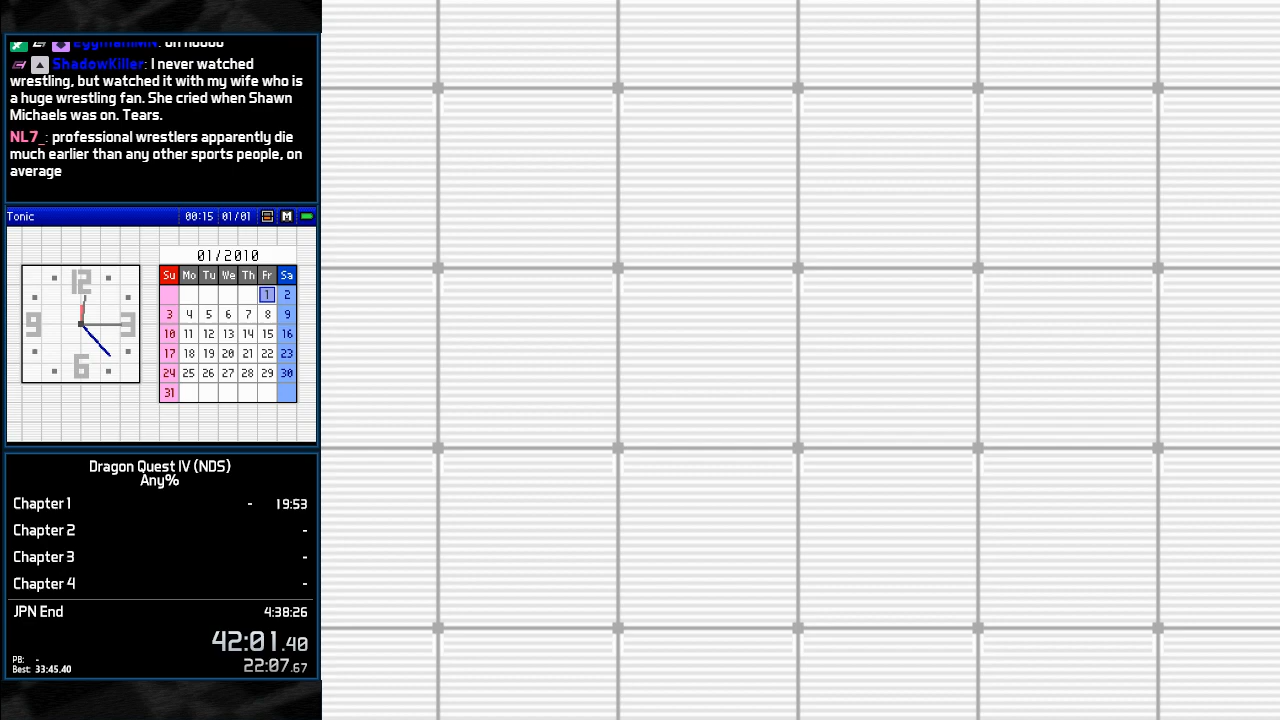 ShadowKiller: I never watched
wrestling, but watched it with my wife who is
a huge wrestling fan. She cried when Shawn
Michaels was on. Tears.
NL7_: professional wrestlers apparently die
much earlier than any other sports people, on
average
Tonic 00:15 01/01 M
12
9 3
6
01/2010
Su Mo Tu We Th Fr Sa
1 2
3 4 5 6 7 8 9
10 11 12 13 14 15 16
17 18 19 20 21 22 23
24 25 26 27 28 29 30
31
Dragon Quest IV (NDS)
Any%
Chapter 1 - 19:53
Chapter 2 -
Chapter 3 -
Chapter 4 -
JPN End 4:38:26
42:01.40
PB: -
Best: 33:45.40 22:07.67